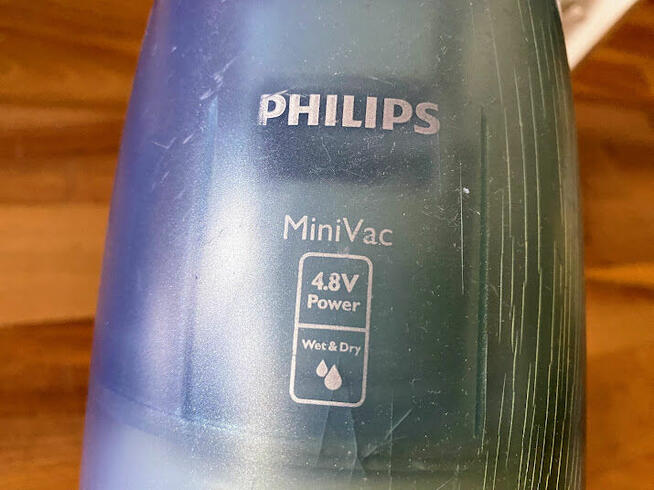 PHILIPS
MiniVac
4.8V
Power
Wet & Dry